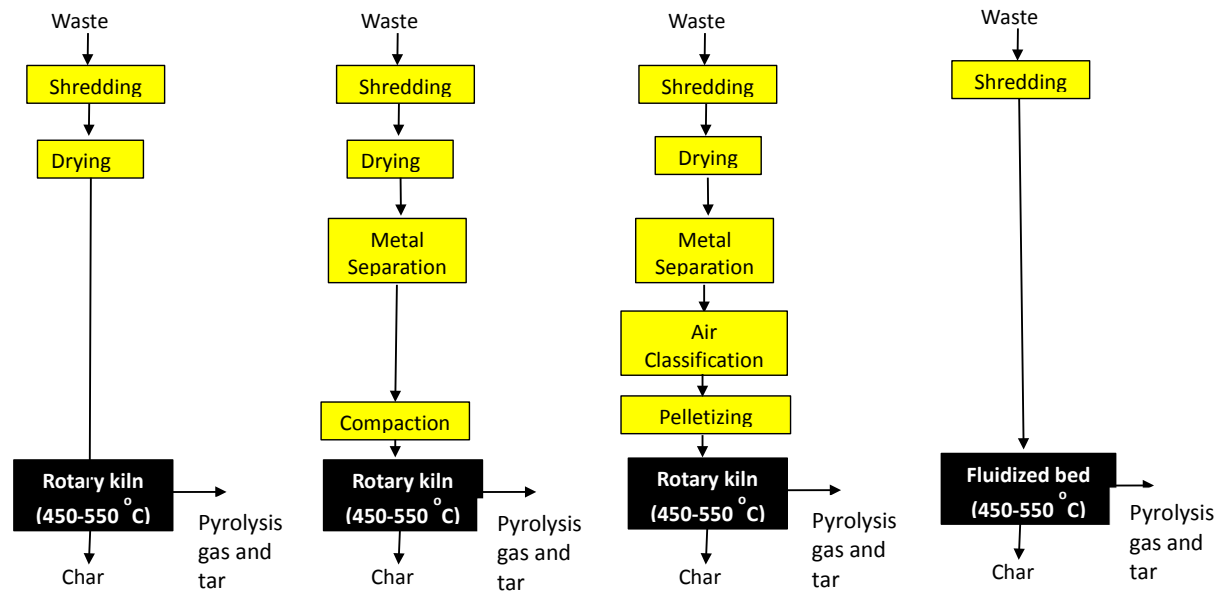 Waste
Shredding
Drying
Rotary kiln
(450-550 °C)
Pyrolysis
gas and
tar
Char
Waste
Shredding
Drying
Metal
Separation
Compaction
Rotary kiln
(450-550 °C)
Pyrolysis
gas and
tar
Char
Waste
Shredding
Drying
Metal
Separation
Air
Classification
Pelletizing
Rotary kiln
(450-550 °C)
Pyrolysis
gas and
tar
Char
Waste
Shredding
Fluidized bed
(450-550 °C)
Pyrolysis
gas and
tar
Char